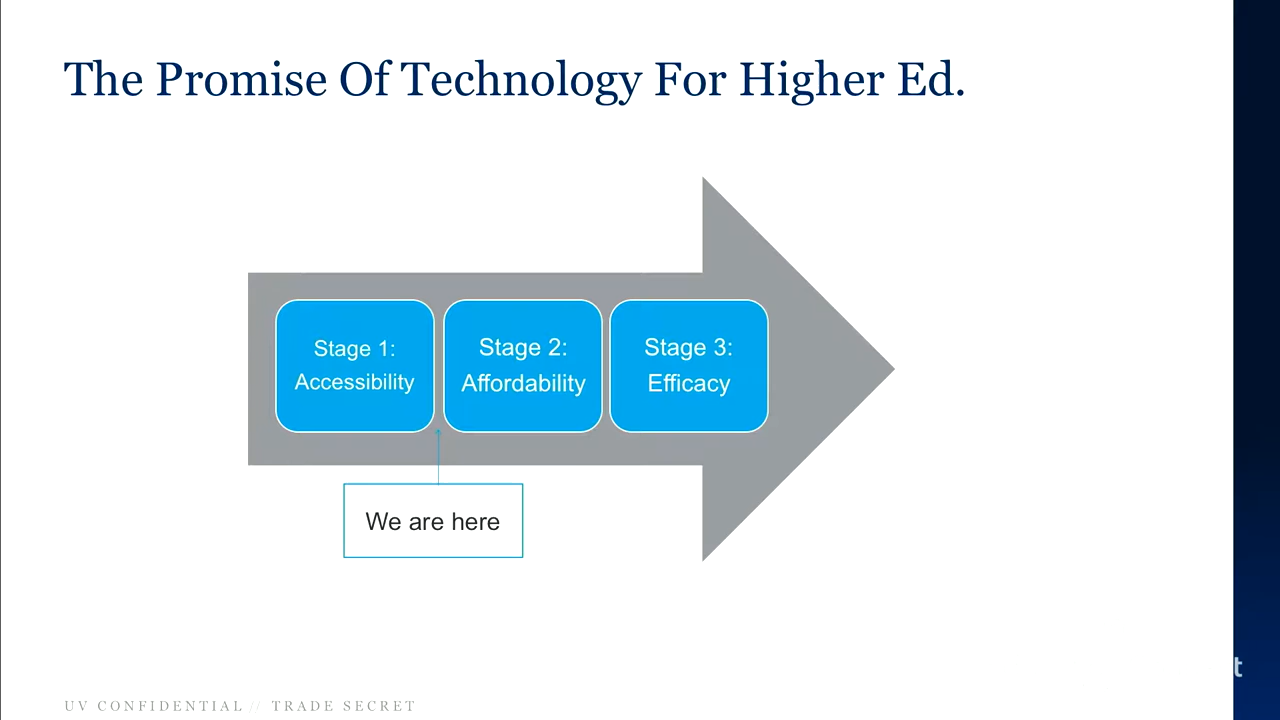 The Promise Of Technology For Higher Ed.
Stage 1:
Accessibility
Stage 2:
Affordability
Stage 3:
Efficacy
We are here
UV CONFIDENTIAL // TRADE SECRET
t